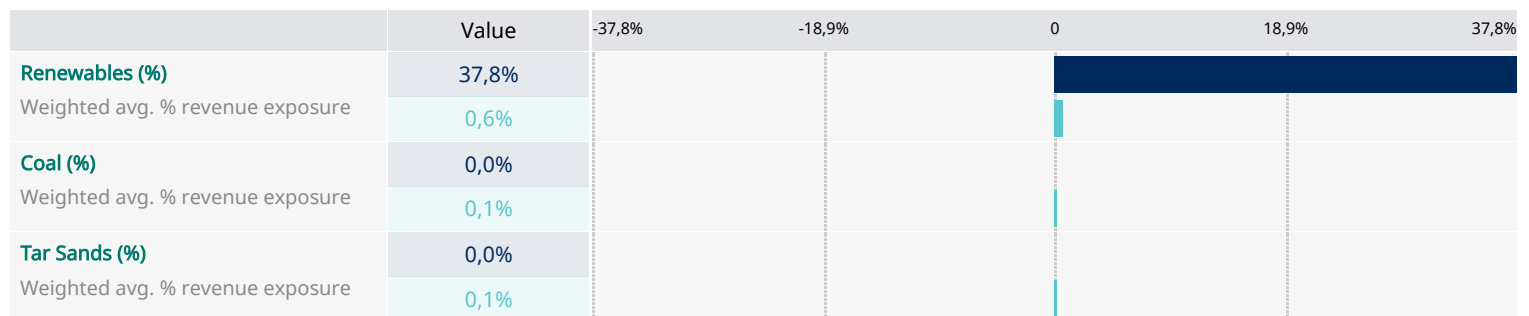 Value -37,8% -18,9% 0 18,9% 37,8%
Renewables (%) 37,8%
Weighted avg. % revenue exposure 0,6%
Coal (%) 0,0%
Weighted avg. % revenue exposure 0,1%
Tar Sands (%) 0,0%
Weighted avg. % revenue exposure 0,1%